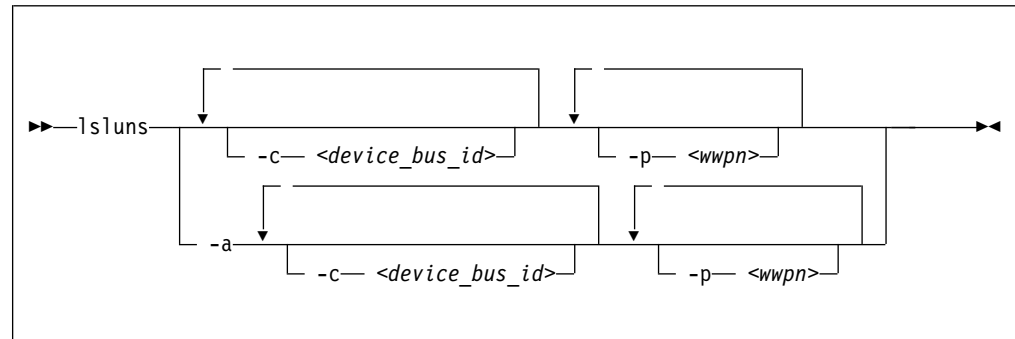 lsluns
-c <device_bus_id> -p <wwpn>
-a
-c <device_bus_id> -p <wwpn>